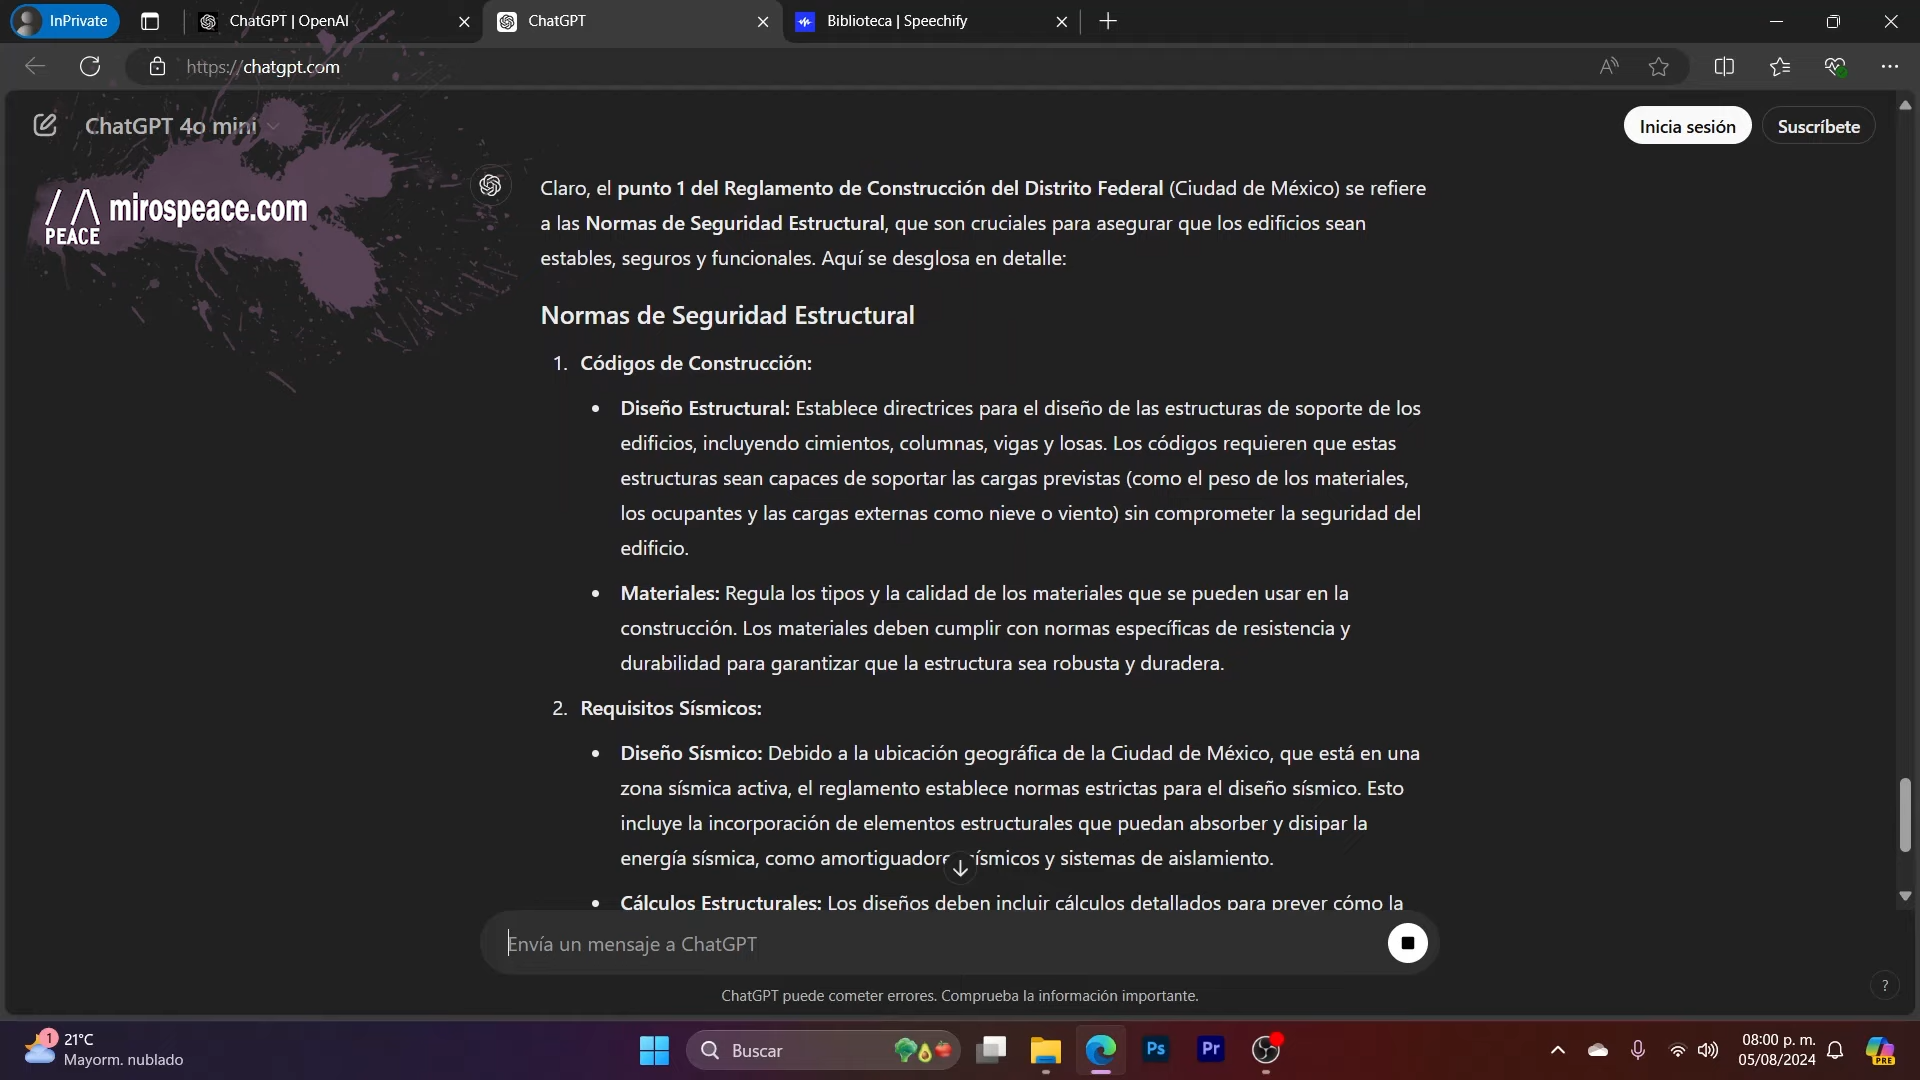 InPrivate
ChatGPT | OpenAI
ChatGPT
Biblioteca | Speechify
https://chatgpt.com
ChatGPT 4o mini
Inicia sesión
Suscríbete
PEACE
mirospeace.com
Claro, el punto 1 del Reglamento de Construcción del Distrito Federal (Ciudad de México) se refiere
a las Normas de Seguridad Estructural, que son cruciales para asegurar que los edificios sean
estables, seguros y funcionales. Aquí se desglosa en detalle:
Normas de Seguridad Estructural
1. Códigos de Construcción:
• Diseño Estructural: Establece directrices para el diseño de las estructuras de soporte de los
edificios, incluyendo cimientos, columnas, vigas y losas. Los códigos requieren que estas
estructuras sean capaces de soportar las cargas previstas (como el peso de los materiales,
los ocupantes y las cargas externas como nieve o viento) sin comprometer la seguridad del
edificio.
• Materiales: Regula los tipos y la calidad de los materiales que se pueden usar en la
construcción. Los materiales deben cumplir con normas específicas de resistencia y
durabilidad para garantizar que la estructura sea robusta y duradera.
2. Requisitos Sísmicos:
• Diseño Sísmico: Debido a la ubicación geográfica de la Ciudad de México, que está en una
zona sísmica activa, el reglamento establece normas estrictas para el diseño sísmico. Esto
incluye la incorporación de elementos estructurales que puedan absorber y disipar la
energía sísmica, como amortiguadores sísmicos y sistemas de aislamiento.
• Cálculos Estructurales: Los diseños deben incluir cálculos detallados para prever cómo la
Envía un mensaje a ChatGPT
ChatGPT puede cometer errores. Comprueba la información importante.
?
1
21°C
Mayorm. nublado
Buscar
Ps
Pr
08:00 p. m.
05/08/2024
PRE